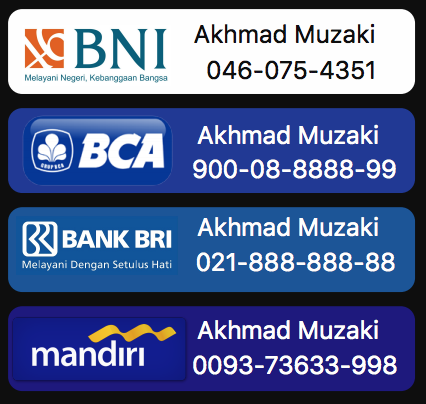 BNI
Melayani Negeri, Kebanggaan Bangsa
Akhmad Muzaki
046-075-4351
BCA
Akhmad Muzaki
900-08-8888-99
BANK BRI
Melayani Dengan Setulus Hati
Akhmad Muzaki
021-888-888-88
mandiri
Akhmad Muzaki
0093-73633-998